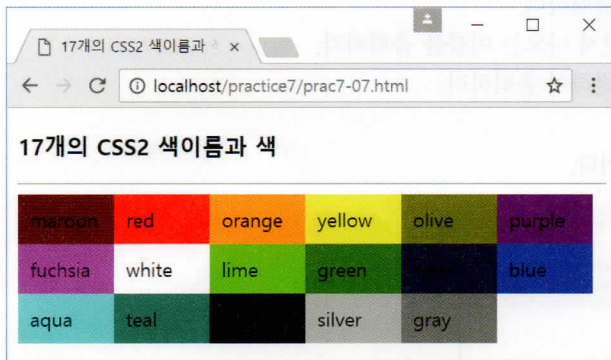 17개의 CSS2 색이름과
localhost/practice7/prac7-07.html
17개의 CSS2 색이름과 색
maroon red orange yellow olive purple
fuchsia white lime green navy blue
aqua teal silver gray